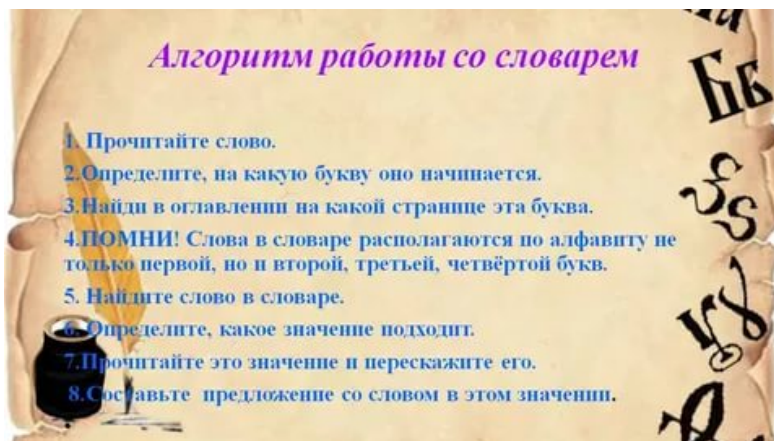 Алгоритм работы со словарем
1. Прочитайте слово.
2.Определите, на какую букву оно начинается.
3.Найди в оглавлении на какой странице эта буква.
4.ПОМНИ! Слова в словаре располагаются по алфавиту не
только первой, но и второй, третьей, четвёртой букв.
5. Найдите слово в словаре.
6. Определите, какое значение подходит.
7.Прочитайте это значение и перескажите его.
8.Составьте предложение со словом в этом значении.
Бв